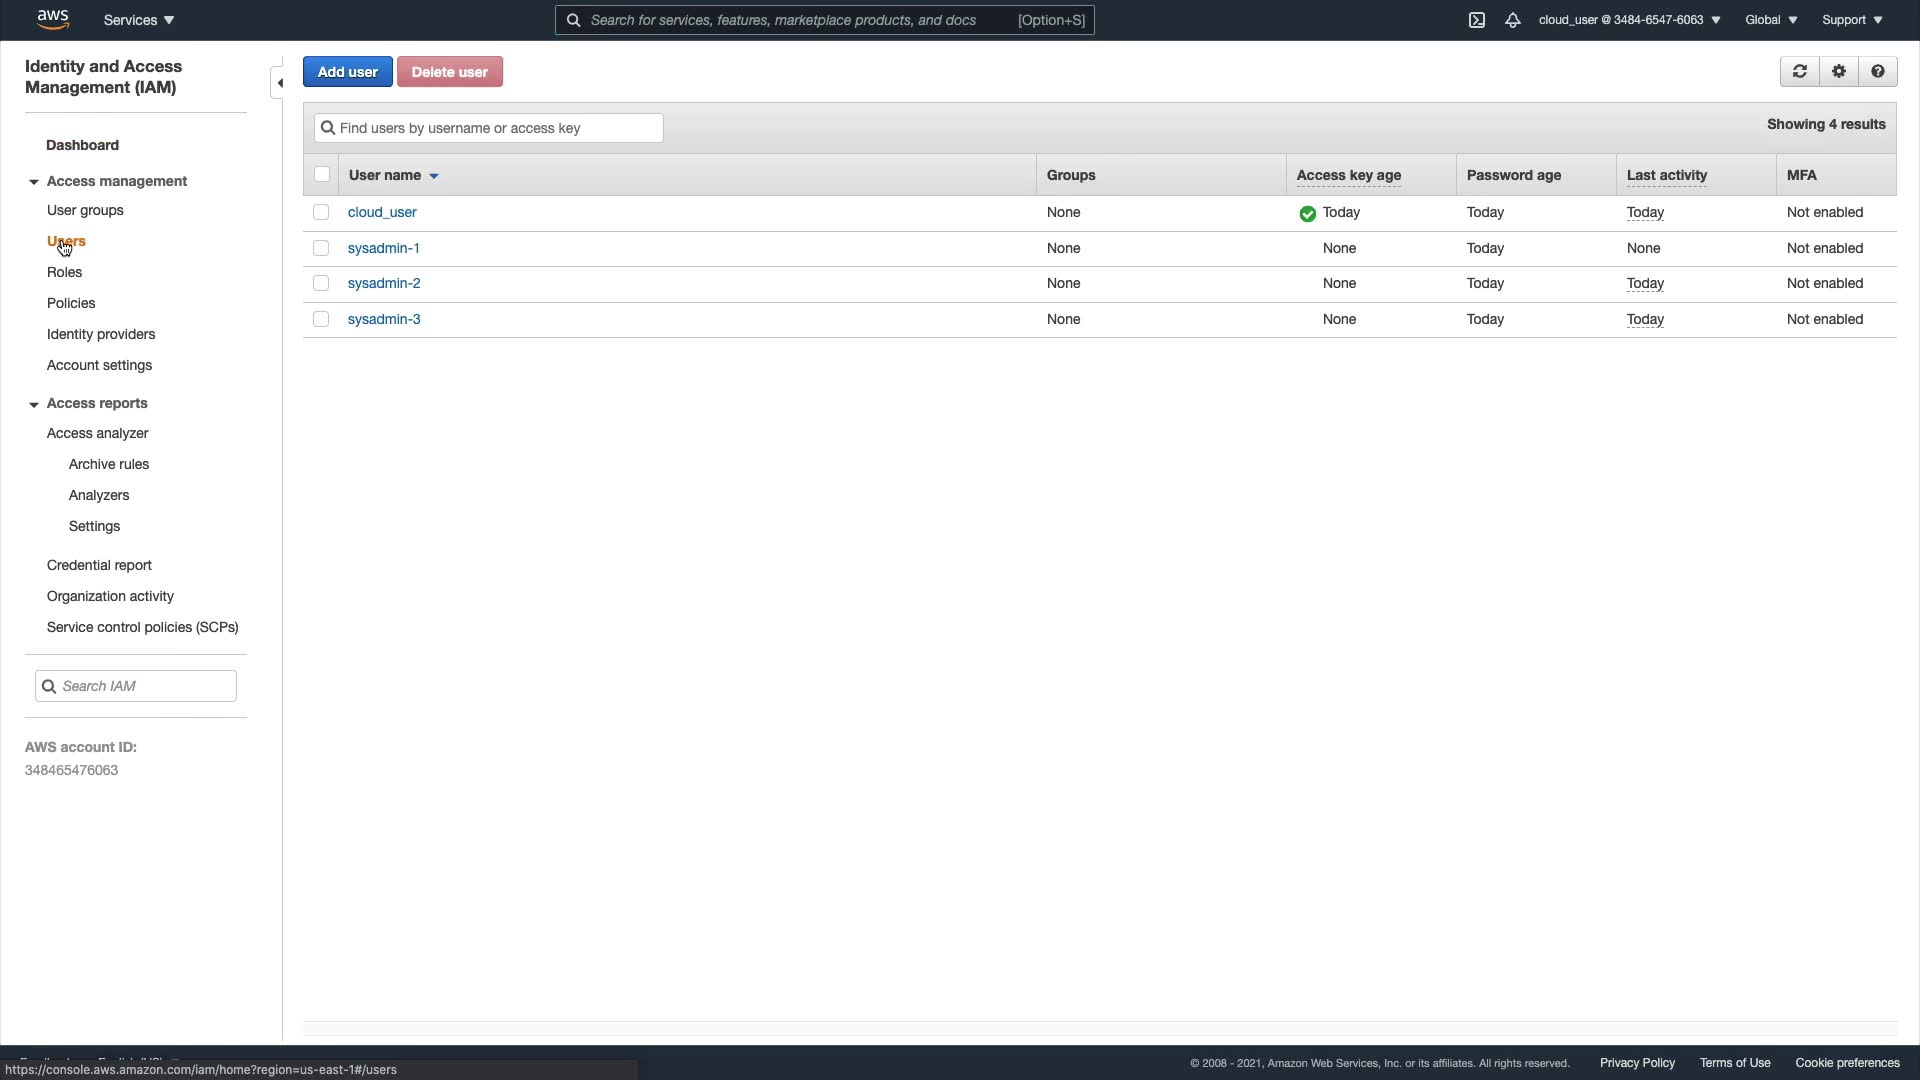 aws
Services
Search for services, features, marketplace products, and docs
[Option+S]
cloud_user @ 3484-6547-6063
Global
Support
Identity and Access
Management (IAM)
Dashboard
Access management
User groups
Users
Roles
Policies
Identity providers
Account settings
Access reports
Access analyzer
Archive rules
Analyzers
Settings
Credential report
Organization activity
Service control policies (SCPs)
Search IAM
AWS account ID:
348465476063
Add user
Delete user
Find users by username or access key
Showing 4 results
User name Groups Access key age Password age Last activity MFA
cloud_user None Today Today Today Not enabled
sysadmin-1 None None Today None Not enabled
sysadmin-2 None None Today Today Not enabled
sysadmin-3 None None Today Today Not enabled
© 2008 - 2021, Amazon Web Services, Inc. or its affiliates. All rights reserved.
Privacy Policy
Terms of Use
Cookie preferences
https://console.aws.amazon.com/iam/home?region=us-east-1#/users